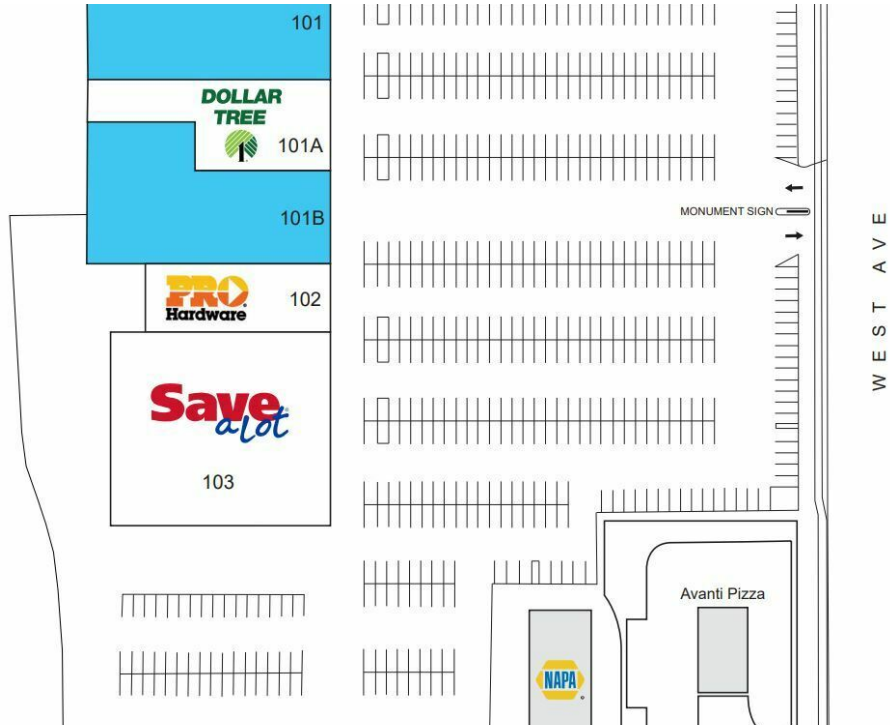 101
DOLLAR
TREE
101A
MONUMENT SIGN
101B
WEST AVE
PRO
Hardware
102
Save
a lot
103
Avanti Pizza
NAPA